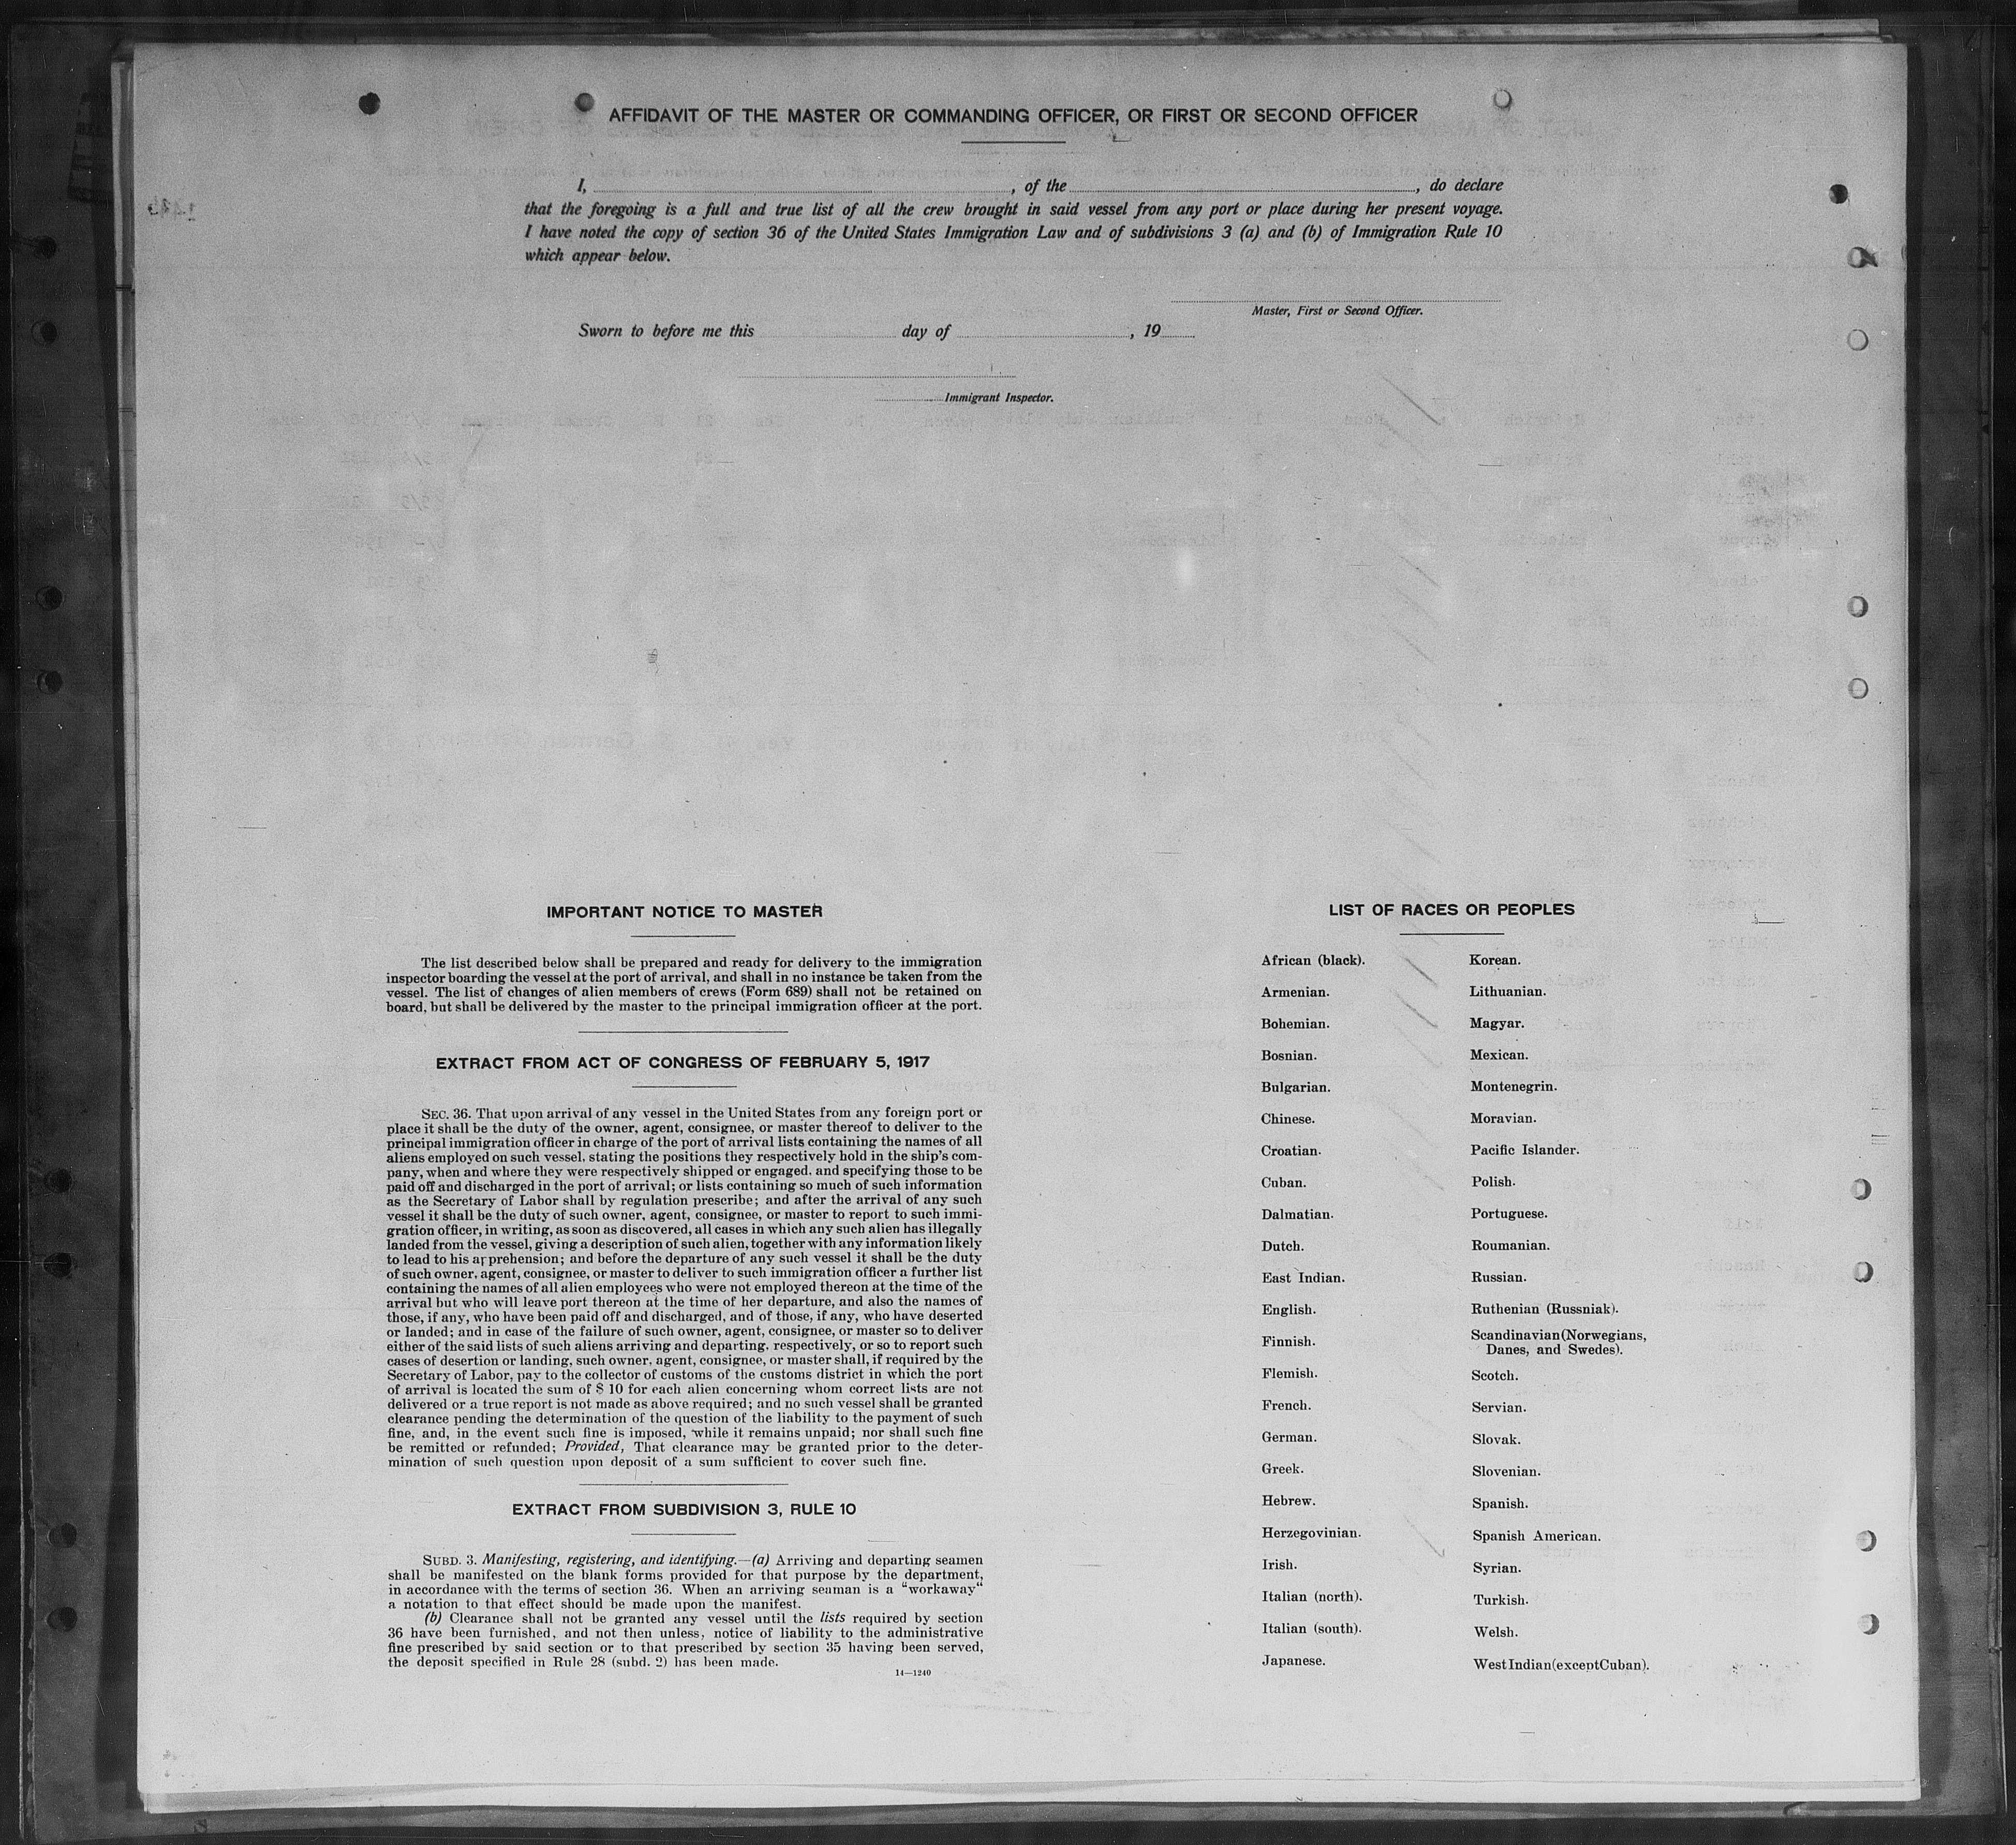 AFFIDAVIT OF THE MASTER OR COMMANDING OFFICER, OR FIRST OR SECOND OFFICER
I, , of the , do declare
that the foregoing is a full and true list of all the crew brought in said vessel from any port or place during her present voyage.
I have noted the copy of section 36 of the United States Immigration Law and of subdivisions 3 (a) and (b) of Immigration Rule 10
which appear below.
Master, First or Second Officer.
Sworn to before me this day of , 19
Immigrant Inspector.
IMPORTANT NOTICE TO MASTER
The list described below shall be prepared and ready for delivery to the immigration
inspector boarding the vessel at the port of arrival, and shall in no instance be taken from the
vessel. The list of changes of alien members of crews (Form 689) shall not be retained on
board, but shall be delivered by the master to the principal immigration officer at the port.
EXTRACT FROM ACT OF CONGRESS OF FEBRUARY 5, 1917
SEC. 36. That upon arrival of any vessel in the United States from any foreign port or
place it shall be the duty of the owner, agent, consignee, or master thereof to deliver to the
principal immigration officer in charge of the port of arrival lists containing the names of all
aliens employed on such vessel, stating the positions they respectively hold in the ship's com-
pany, when and where they were respectively shipped or engaged, and specifying those to be
paid off and discharged in the port of arrival; or lists containing so much of such information
as the Secretary of Labor shall by regulation prescribe; and after the arrival of any such
vessel it shall be the duty of such owner, agent, consignee, or master to report to such immi-
gration officer, in writing, as soon as discovered, all cases in which any such alien has illegally
landed from the vessel, giving a description of such alien, together with any information likely
to lead to his apprehension; and before the departure of any such vessel it shall be the duty
of such owner, agent, consignee, or master to deliver to such immigration officer a further list
containing the names of all alien employees who were not employed thereon at the time of the
arrival but who will leave port thereon at the time of her departure, and also the names of
those, if any, who have been paid off and discharged, and of those, if any, who have deserted
or landed; and in case of the failure of such owner, agent, consignee, or master so to deliver
either of the said lists of such aliens arriving and departing, respectively, or so to report such
cases of desertion or landing, such owner, agent, consignee, or master shall, if required by the
Secretary of Labor, pay to the collector of customs of the customs district in which the port
of arrival is located the sum of $ 10 for each alien concerning whom correct lists are not
delivered or a true report is not made as above required; and no such vessel shall be granted
clearance pending the determination of the question of the liability to the payment of such
fine, and, in the event such fine is imposed, while it remains unpaid; nor shall such fine
be remitted or refunded; Provided, That clearance may be granted prior to the deter-
mination of such question upon deposit of a sum sufficient to cover such fine.
EXTRACT FROM SUBDIVISION 3, RULE 10
SUBD. 3. Manifesting, registering, and identifying.—(a) Arriving and departing seamen
shall be manifested on the blank forms provided for that purpose by the department,
in accordance with the terms of section 36. When an arriving seaman is a "workaway"
a notation to that effect should be made upon the manifest.
(b) Clearance shall not be granted any vessel until the lists required by section
36 have been furnished, and not then unless, notice of liability to the administrative
fine prescribed by said section or to that prescribed by section 35 having been served,
the deposit specified in Rule 28 (subd. 2) has been made.
14—1240
LIST OF RACES OR PEOPLES
African (black).
Armenian.
Bohemian.
Bosnian.
Bulgarian.
Chinese.
Croatian.
Cuban.
Dalmatian.
Dutch.
East Indian.
English.
Finnish.
Flemish.
French.
German.
Greek.
Hebrew.
Herzegovinian.
Irish.
Italian (north).
Italian (south).
Japanese.
Korean.
Lithuanian.
Magyar.
Mexican.
Montenegrin.
Moravian.
Pacific Islander.
Polish.
Portuguese.
Roumanian.
Russian.
Ruthenian (Russniak).
Scandinavian (Norwegians,
Danes, and Swedes).
Scotch.
Servian.
Slovak.
Slovenian.
Spanish.
Spanish American.
Syrian.
Turkish.
Welsh.
West Indian (except Cuban).